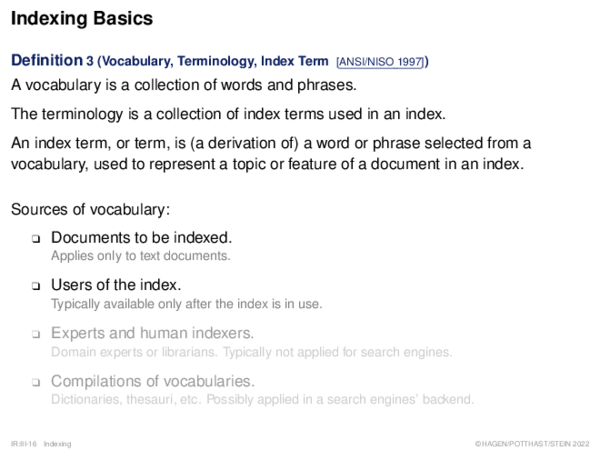 Indexing Basics
Definition 3 (Vocabulary, Terminology, Index Term [ANSI/NISO 1997])
A vocabulary is a collection of words and phrases.
The terminology is a collection of index terms used in an index.
An index term, or term, is (a derivation of) a word or phrase selected from a
vocabulary, used to represent a topic or feature of a document in an index.
Sources of vocabulary:
❑ Documents to be indexed.
Applies only to text documents.
❑ Users of the index.
Typically available only after the index is in use.
❑ Experts and human indexers.
Domain experts or librarians. Typically not applied for search engines.
❑ Compilations of vocabularies.
Dictionaries, thesauri, etc. Possibly applied in a search engines' backend.
IR:III-16 Indexing
©HAGEN/POTTHAST/STEIN 2022